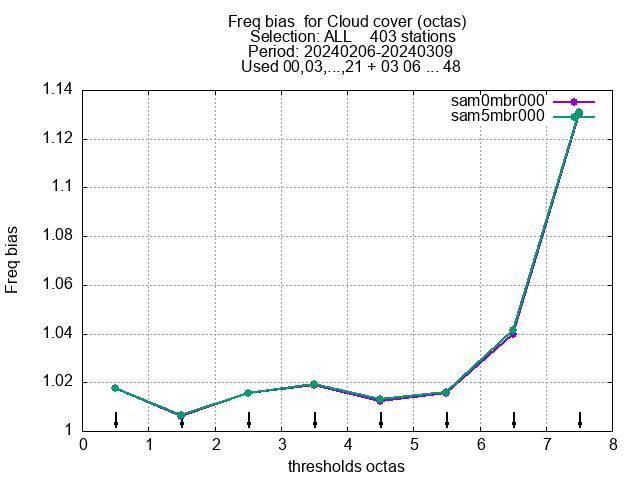 Freq bias  for Cloud cover (octas)
Selection: ALL    403 stations
Period: 20240206-20240309
Used 00,03,...,21 + 03 06 ... 48
sam0mbr000
sam5mbr000
1.14
1.12
1.1
1.08
1.06
1.04
1.02
1
Freq bias
0 1 2 3 4 5 6 7 8
thresholds octas